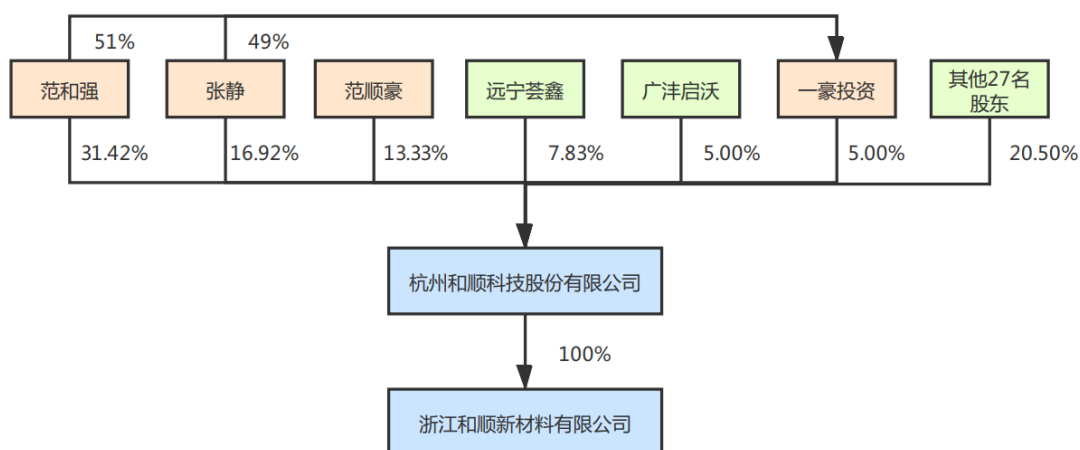 51%
49%
范和强
张静
范顺豪
远宁荟鑫
广沣启沃
一豪投资
其他27名
股东
31.42%
16.92%
13.33%
7.83%
5.00%
5.00%
20.50%
杭州和顺科技股份有限公司
100%
浙江和顺新材料有限公司